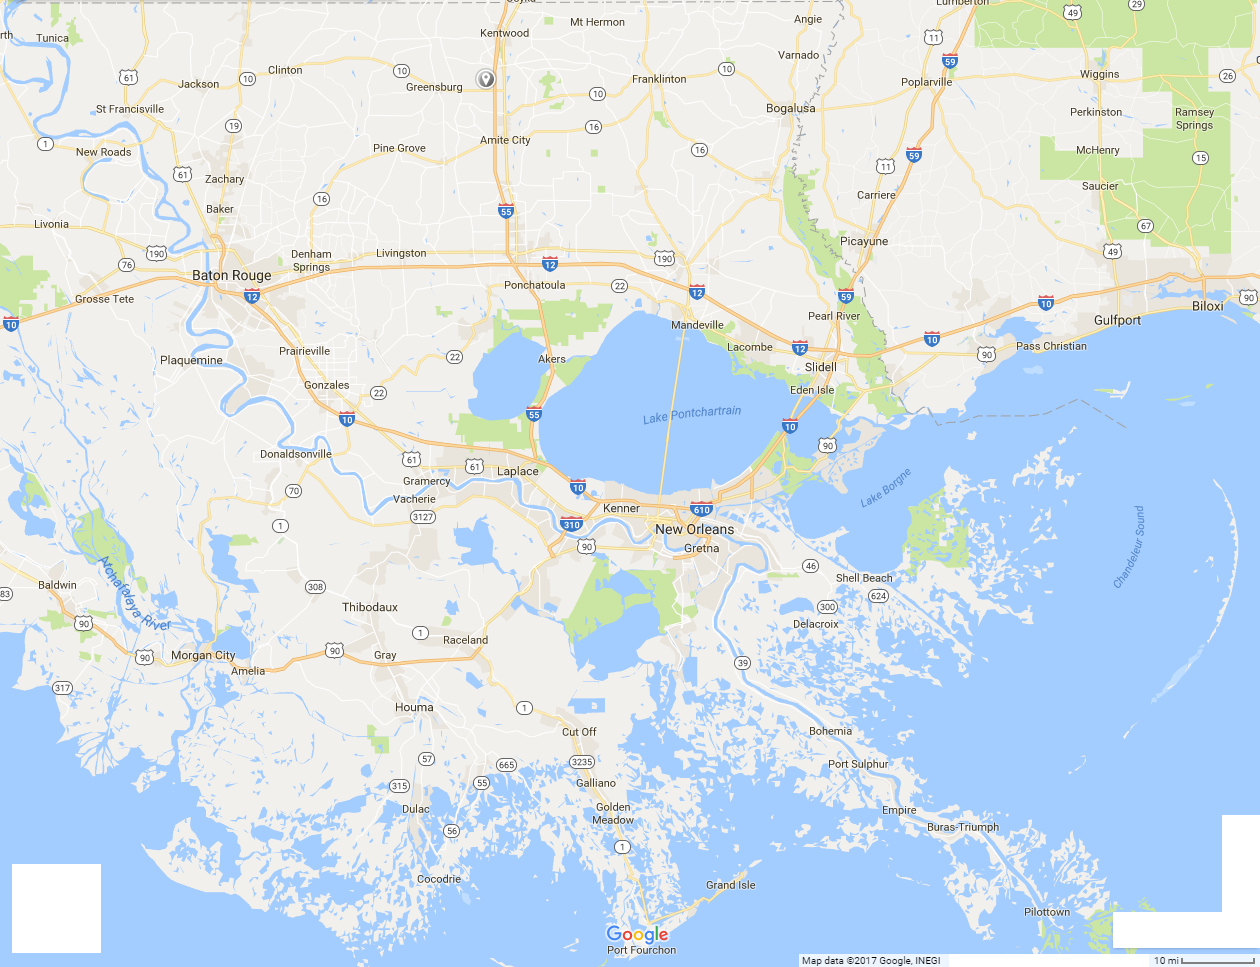 Osyka
Mt Hermon
Angie
Lumberton
49
29
Tunica
Kentwood
11
Varnado
59
61
Clinton
10
Jackson
10
Greensburg
Franklinton
10
Poplarville
Wiggins
26
St Francisville
10
Bogalusa
Perkinston
Ramsey
Springs
19
16
1
New Roads
Pine Grove
Amite City
16
59
McHenry
15
61
Zachary
11
Saucier
16
Carriere
Baker
55
67
Livonia
190
Livingston
190
Picayune
49
76
Denham
Springs
12
Baton Rouge
Ponchatoula
22
12
59
10
90
Grosse Tete
12
Biloxi
10
Mandeville
Pearl River
Gulfport
Prairieville
22
Akers
Lacombe
12
10
90
Pass Christian
Plaquemine
Slidell
Gonzales
22
Eden Isle
10
55
Lake Pontchartrain
10
90
Donaldsonville
61
61
Laplace
Gramercy
10
Lake Borgne
70
Vacherie
Kenner
610
3127
310
New Orleans
1
90
Gretna
Chandeleur Sound
46
Baldwin
308
Shell Beach
83
624
Atchafalaya River
Thibodaux
300
90
Delacroix
1
Raceland
90
Morgan City
90
Gray
39
Amelia
317
Houma
1
Cut Off
Bohemia
57
665
3235
Port Sulphur
315
55
Galliano
Dulac
Golden
Meadow
Empire
56
Buras-Triumph
1
Cocodrie
Grand Isle
Pilottown
Google
Port Fourchon
Map data ©2017 Google, INEGI
10 mi